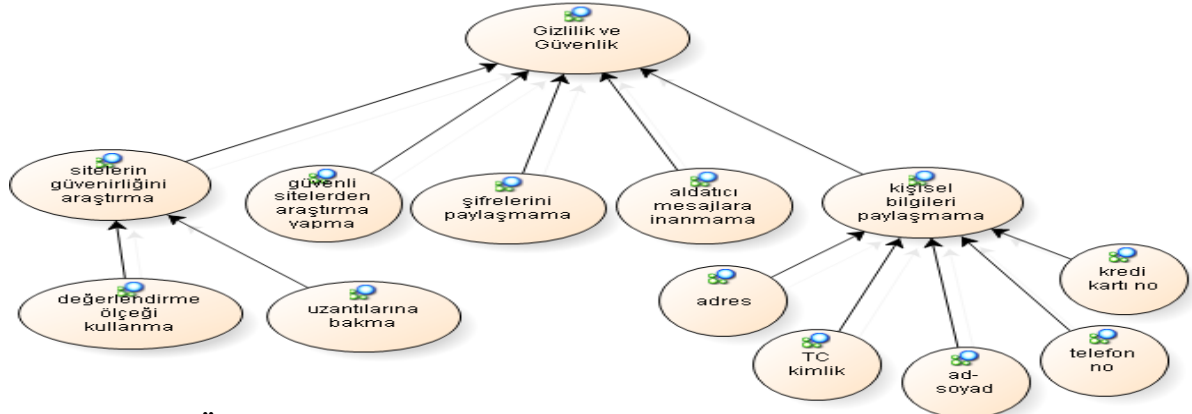 Gizlilik ve
Güvenlik
sitelerin
güvenirliğini
araştırma
güvenli
sitelerden
araştırma
yapma
şifrelerini
paylaşmama
aldatıcı
mesajlara
inanmama
kişisel
bilgileri
paylaşmama
değerlendirme
ölçeği
kullanma
uzantılarına
bakma
adres
TC
kimlik
ad-
soyad
telefon
no
kredi
kartı no